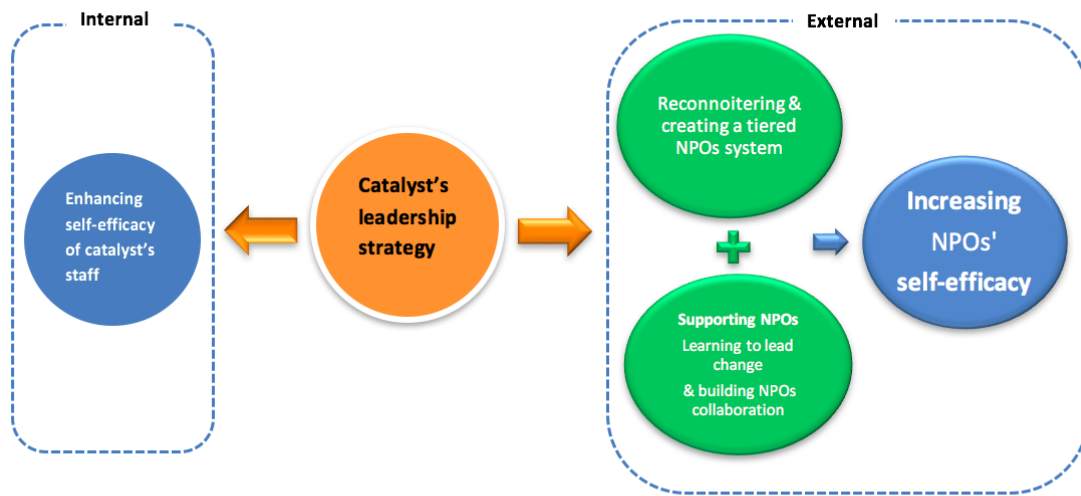 Internal
External
Enhancing
self-efficacy
of catalyst's
staff
Catalyst’s
leadership
strategy
Reconnoitering &
creating a tiered
NPOs system
Supporting NPOs
Learning to lead
change
& building NPOs
collaboration
Increasing
NPOs'
self-efficacy